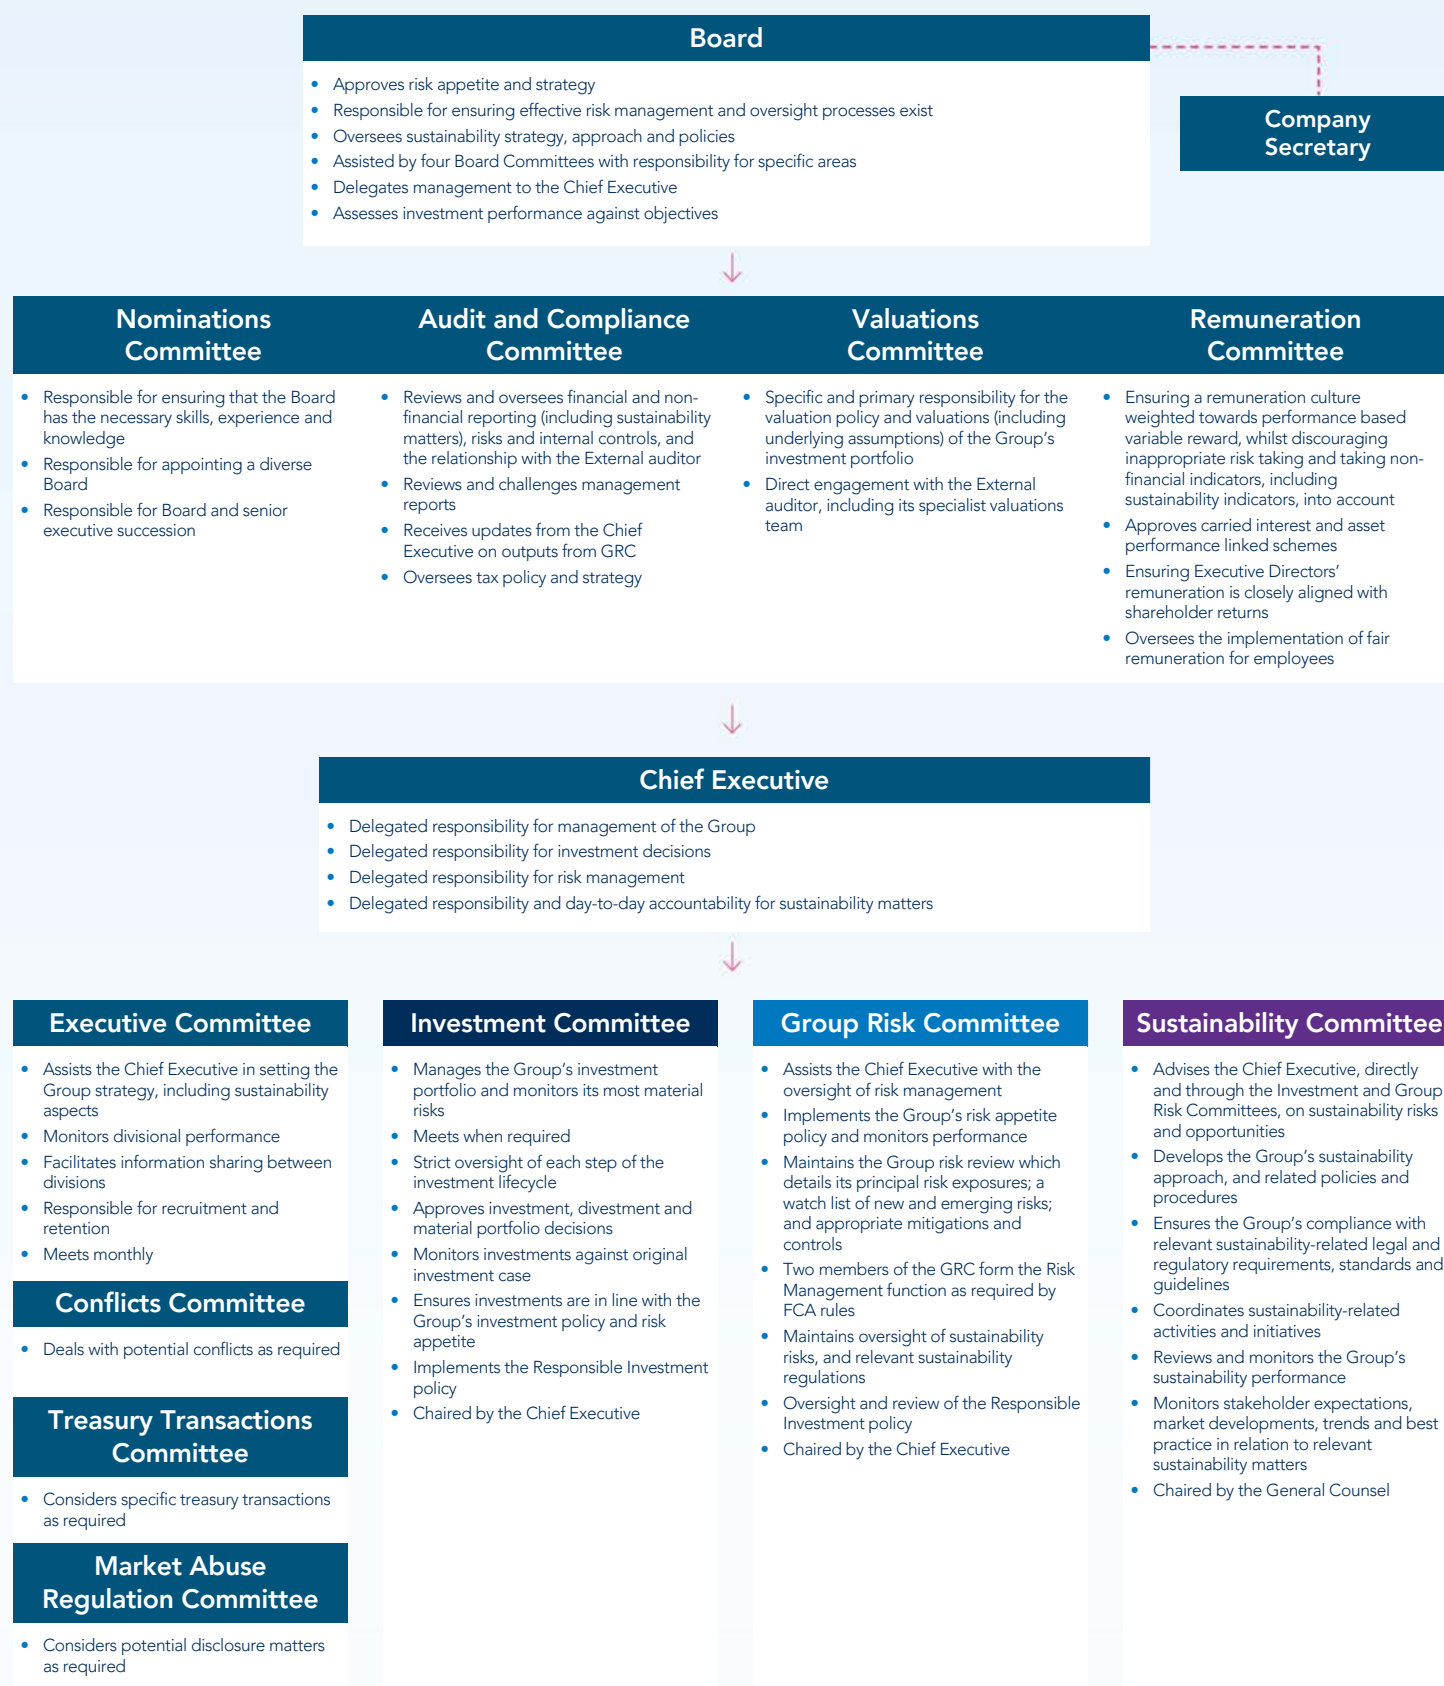 Board
• Approves risk appetite and strategy
• Responsible for ensuring effective risk management and oversight processes exist
• Oversees sustainability strategy, approach and policies
• Assisted by four Board Committees with responsibility for specific areas
• Delegates management to the Chief Executive
• Assesses investment performance against objectives
Company
Secretary
Nominations
Committee
• Responsible for ensuring that the Board
has the necessary skills, experience and
knowledge
• Responsible for appointing a diverse
Board
• Responsible for Board and senior
executive succession
Audit and Compliance
Committee
• Reviews and oversees financial and non-
financial reporting (including sustainability
matters), risks and internal controls, and
the relationship with the External auditor
• Reviews and challenges management
reports
• Receives updates from the Chief
Executive on outputs from GRC
• Oversees tax policy and strategy
Valuations
Committee
• Specific and primary responsibility for the
valuation policy and valuations (including
underlying assumptions) of the Group's
investment portfolio
• Direct engagement with the External
auditor, including its specialist valuations
team
Remuneration
Committee
• Ensuring a remuneration culture
weighted towards performance based
variable reward, whilst discouraging
inappropriate risk taking and taking non-
financial indicators, including
sustainability indicators, into account
• Approves carried interest and asset
performance linked schemes
• Ensuring Executive Directors'
remuneration is closely aligned with
shareholder returns
• Oversees the implementation of fair
remuneration for employees
Chief Executive
• Delegated responsibility for management of the Group
• Delegated responsibility for investment decisions
• Delegated responsibility for risk management
• Delegated responsibility and day-to-day accountability for sustainability matters
Executive Committee
• Assists the Chief Executive in setting the
Group strategy, including sustainability
aspects
• Monitors divisional performance
• Facilitates information sharing between
divisions
• Responsible for recruitment and
retention
• Meets monthly
Conflicts Committee
• Deals with potential conflicts as required
Treasury Transactions
Committee
• Considers specific treasury transactions
as required
Market Abuse
Regulation Committee
• Considers potential disclosure matters
as required
Investment Committee
• Manages the Group's investment
portfolio and monitors its most material
risks
• Meets when required
• Strict oversight of each step of the
investment lifecycle
• Approves investment, divestment and
material portfolio decisions
• Monitors investments against original
investment case
• Ensures investments are in line with the
Group's investment policy and risk
appetite
• Implements the Responsible Investment
policy
• Chaired by the Chief Executive
Group Risk Committee
• Assists the Chief Executive with the
oversight of risk management
• Implements the Group's risk appetite
policy and monitors performance
• Maintains the Group risk review which
details its principal risk exposures; a
watch list of new and emerging risks;
and appropriate mitigations and
controls
• Two members of the GRC form the Risk
Management function as required by
FCA rules
• Maintains oversight of sustainability
risks, and relevant sustainability
regulations
• Oversight and review of the Responsible
Investment policy
• Chaired by the Chief Executive
Sustainability Committee
• Advises the Chief Executive, directly
and through the Investment and Group
Risk Committees, on sustainability risks
and opportunities
• Develops the Group's sustainability
approach, and related policies and
procedures
• Ensures the Group's compliance with
relevant sustainability-related legal and
regulatory requirements, standards and
guidelines
• Coordinates sustainability-related
activities and initiatives
• Reviews and monitors the Group's
sustainability performance
• Monitors stakeholder expectations,
market developments, trends and best
practice in relation to relevant
sustainability matters
• Chaired by the General Counsel